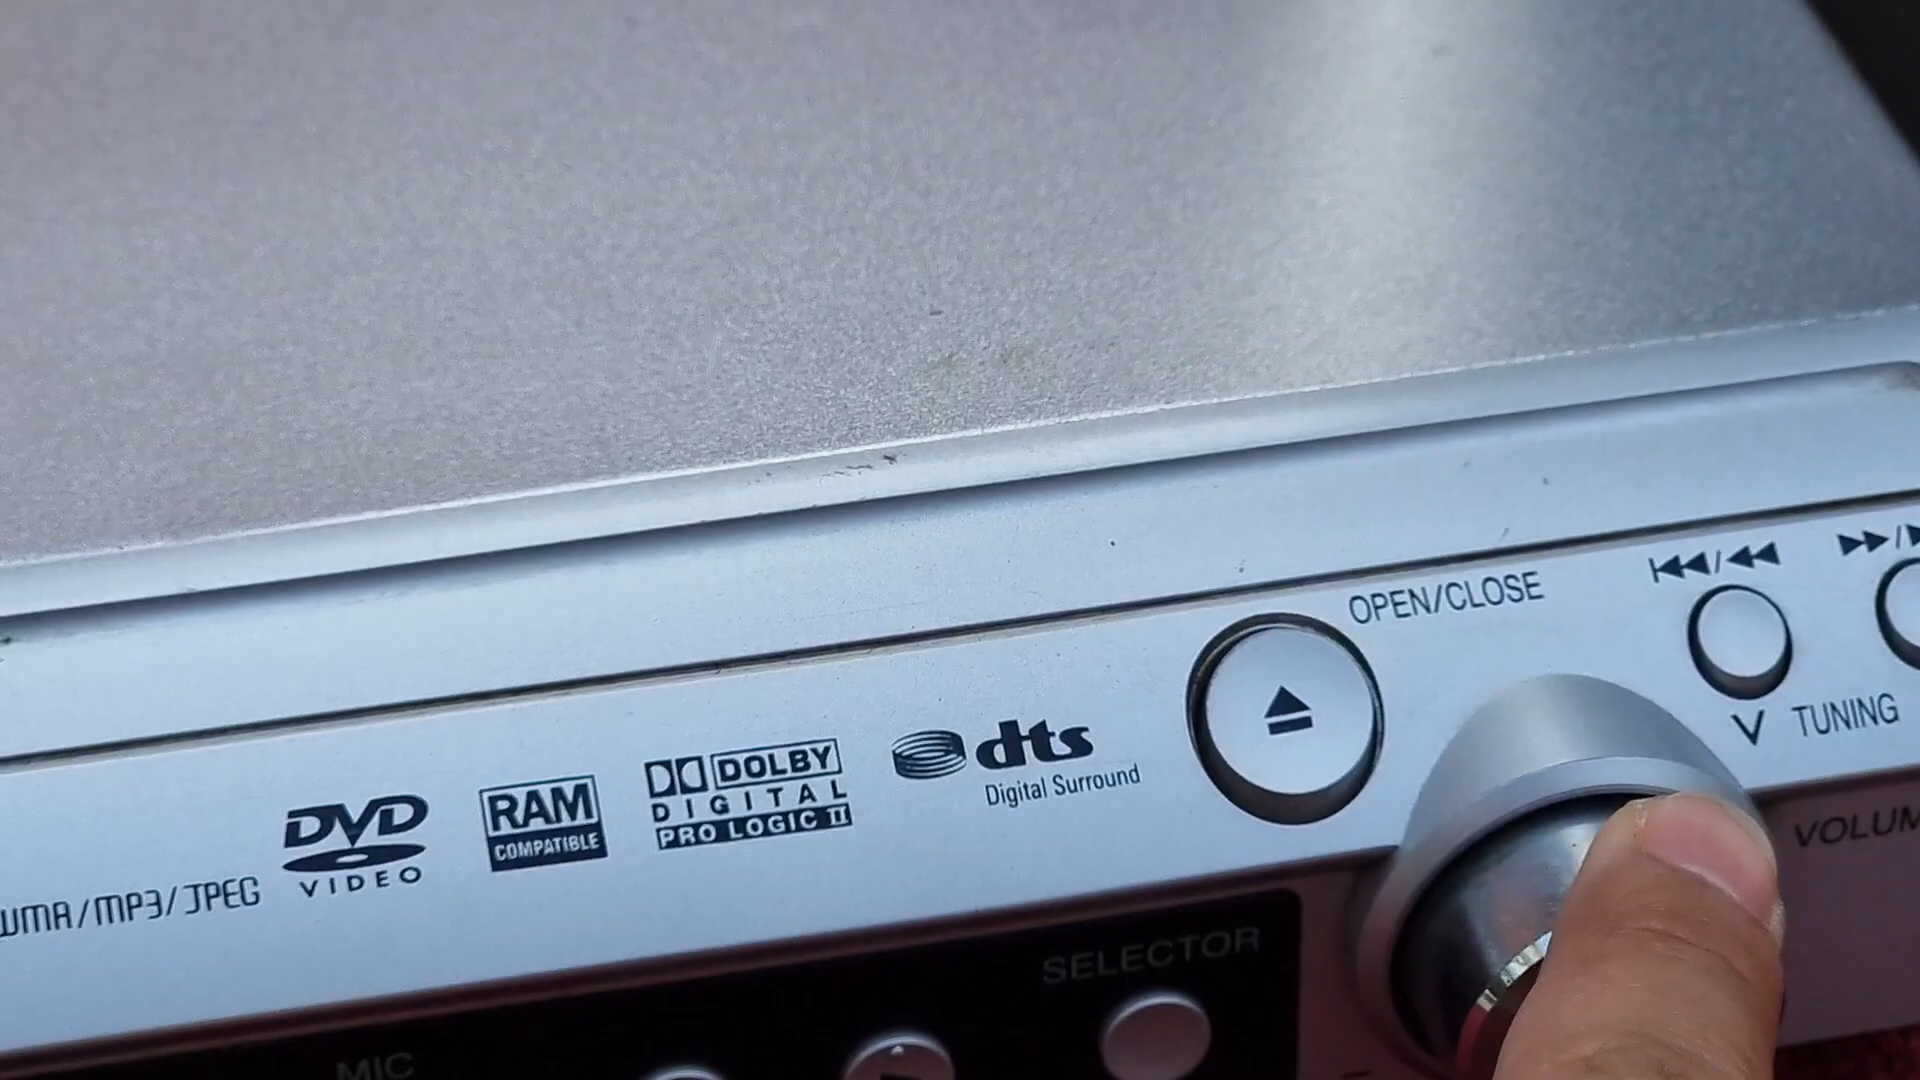 OPEN/CLOSE
V TUNING
WMA/MP3/JPEG
DVD
VIDEO
RAM
COMPATIBLE
DOLBY
DIGITAL
PRO LOGIC II
dts
Digital Surround
SELECTOR
MIC